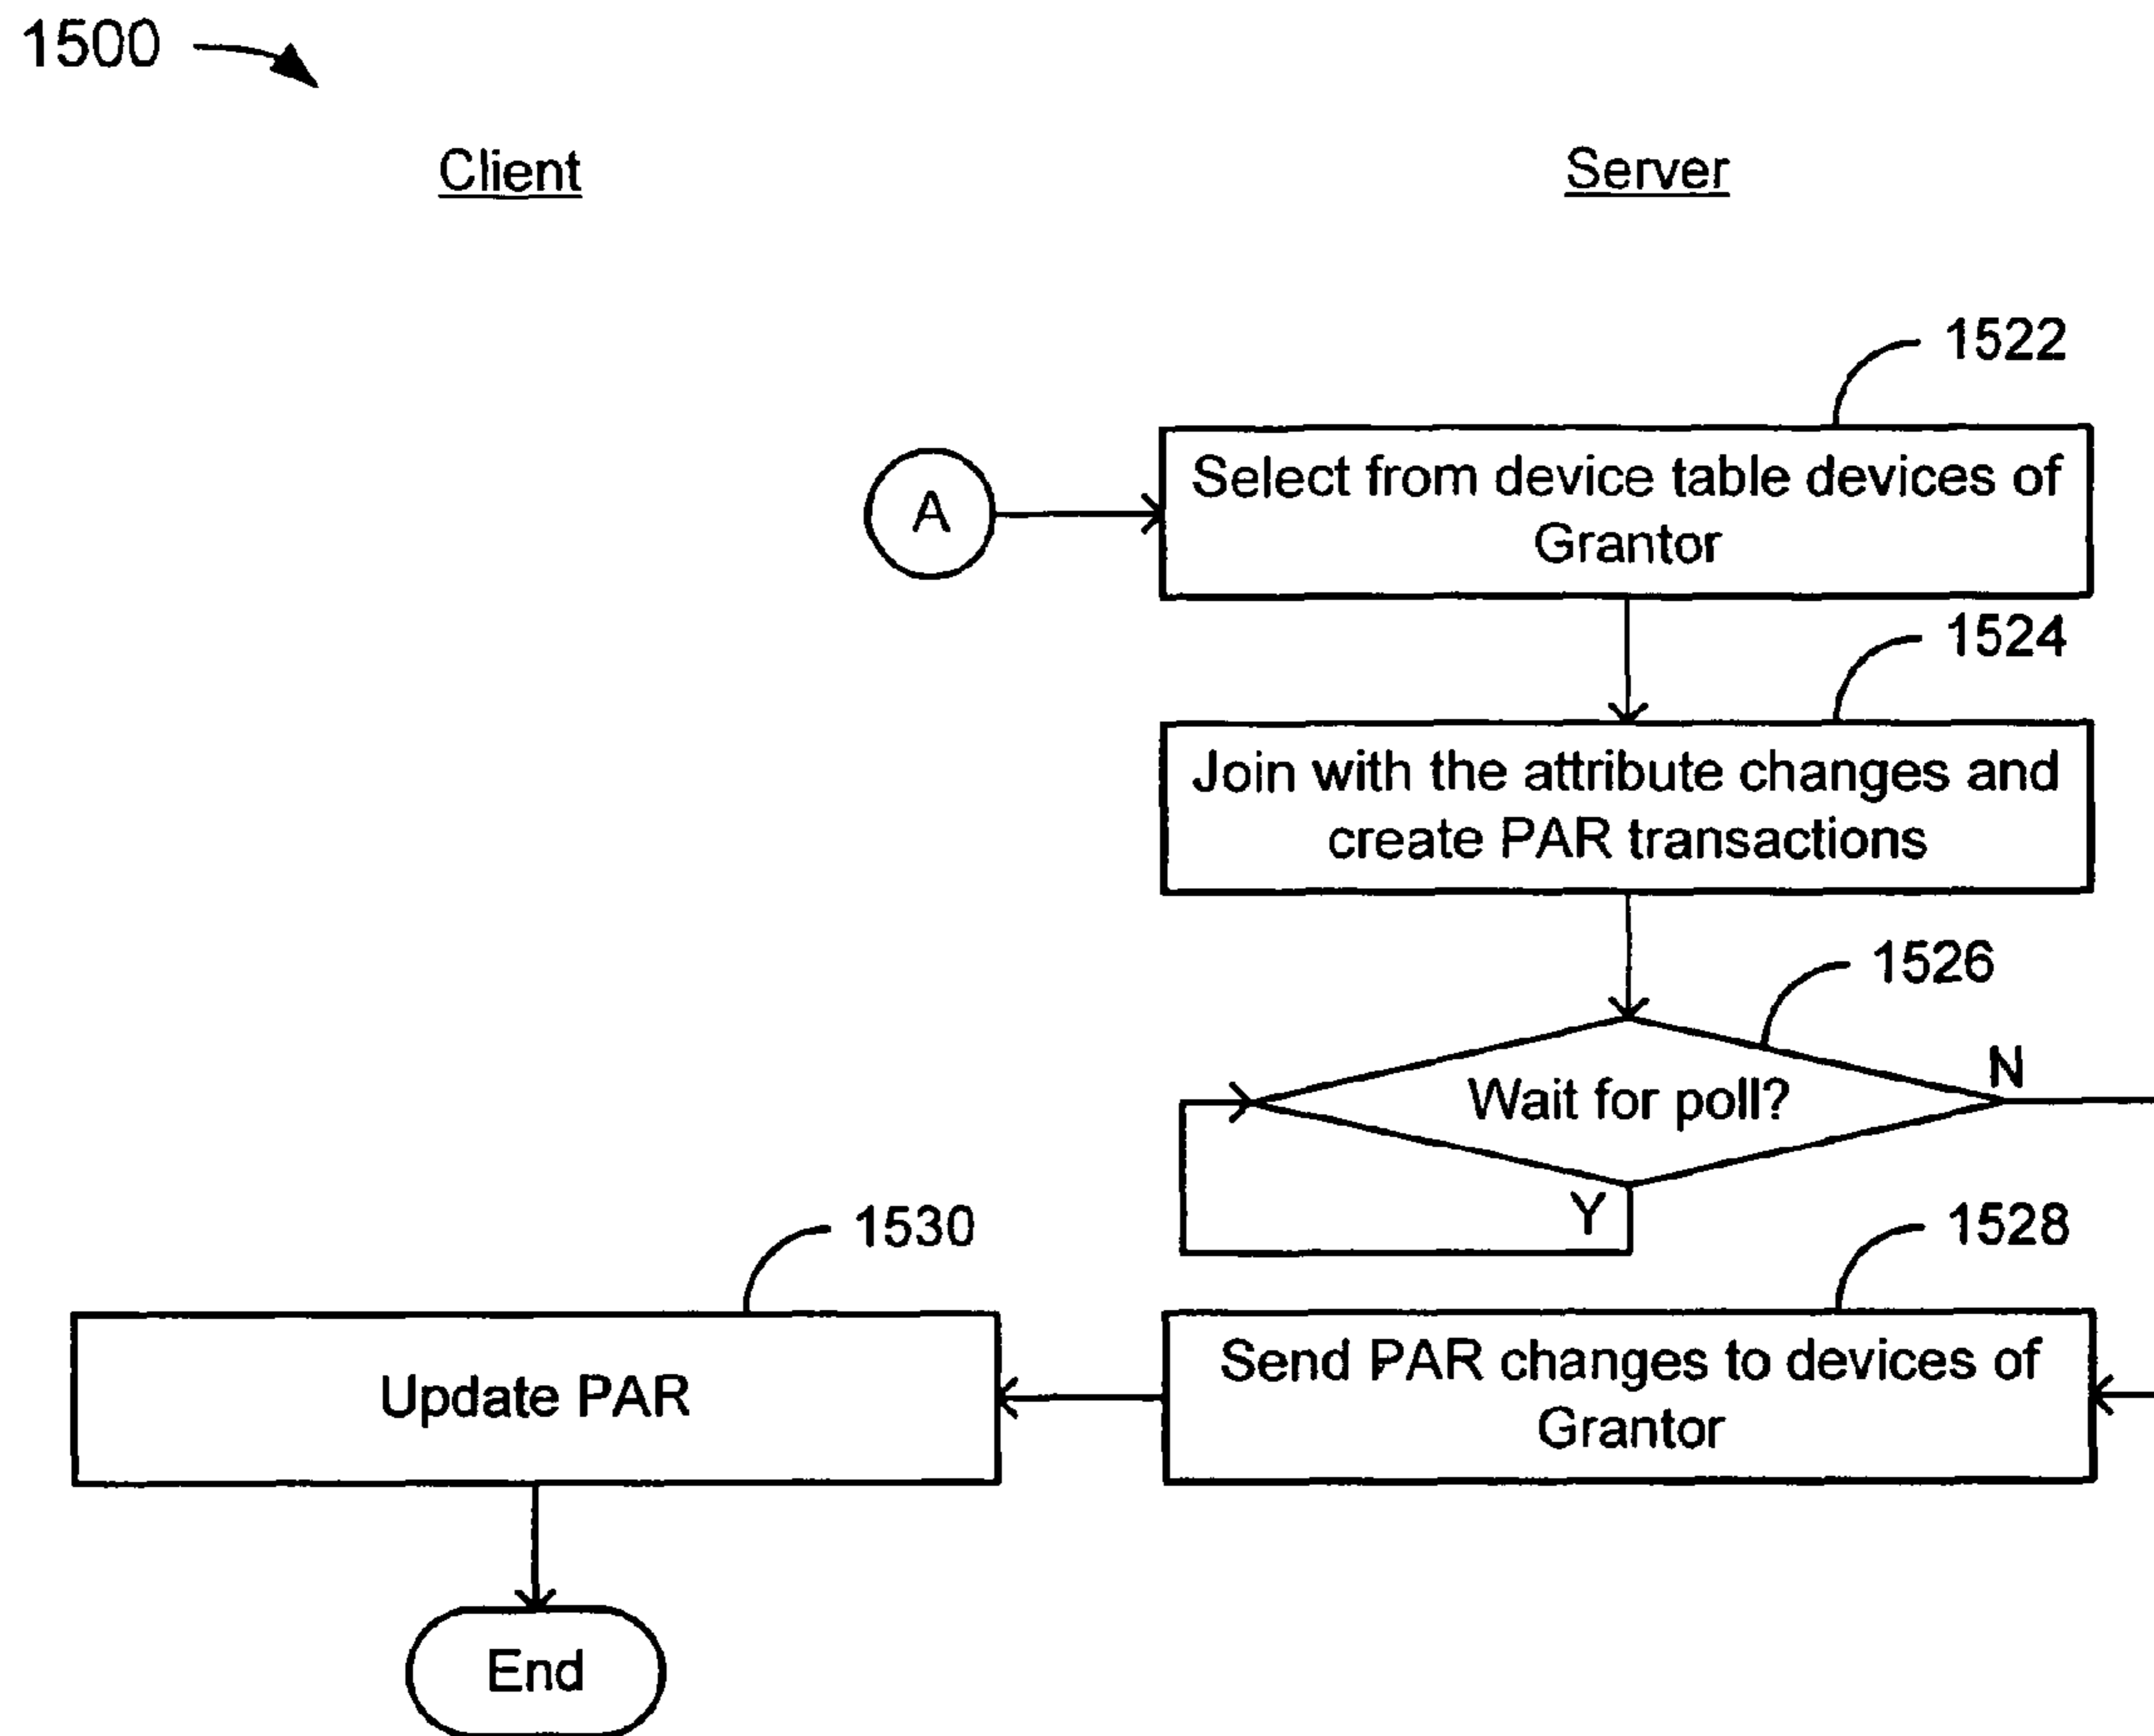 1500
Client
Server
1522
A
Select from device table devices of
Grantor
1524
Join with the attribute changes and
create PAR transactions
1526
Wait for poll?
N
Y
1530
1528
Update PAR
Send PAR changes to devices of
Grantor
End